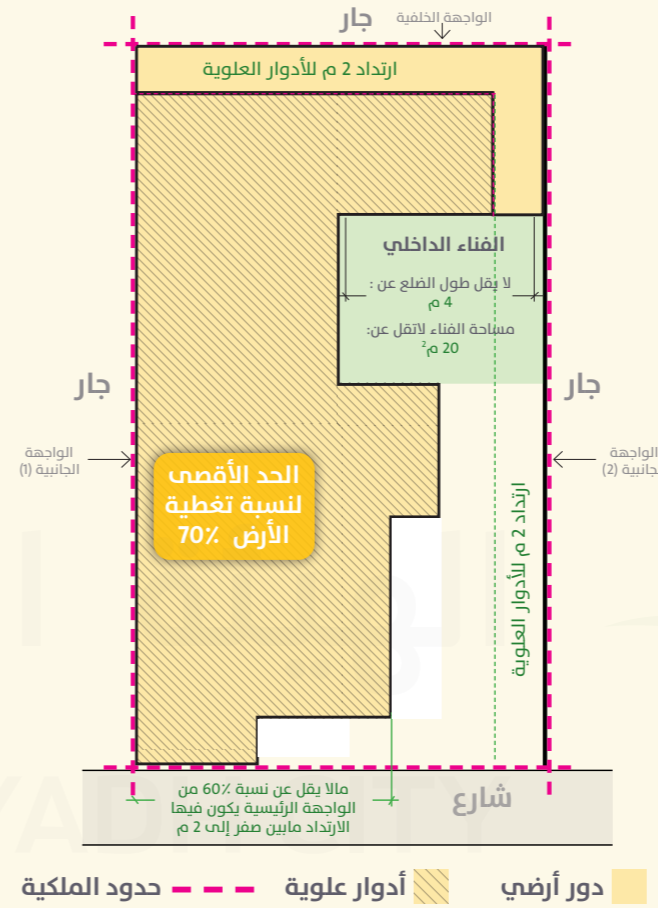 الواجهة الخلفية
جار
ارتداد 2 م للأدوار العلوية
الفناء الداخلي
لا يقل طول الضلع عن :
4 م
مساحة الفناء لاتقل عن:
20 م²
جار
جار
الواجهة
الجانبية (2)
الواجهة
الجانبية (1)
الحد الأقصى
لنسبة تغطية
الأرض 70٪
ارتداد 2 م للأدوار العلوية
شارع
مالا يقل عن نسبة 60٪ من
الواجهة الرئيسية يكون فيها
الارتداد مابين صفر إلى 2 م
دور أرضي
أدوار علوية
حدود الملكية